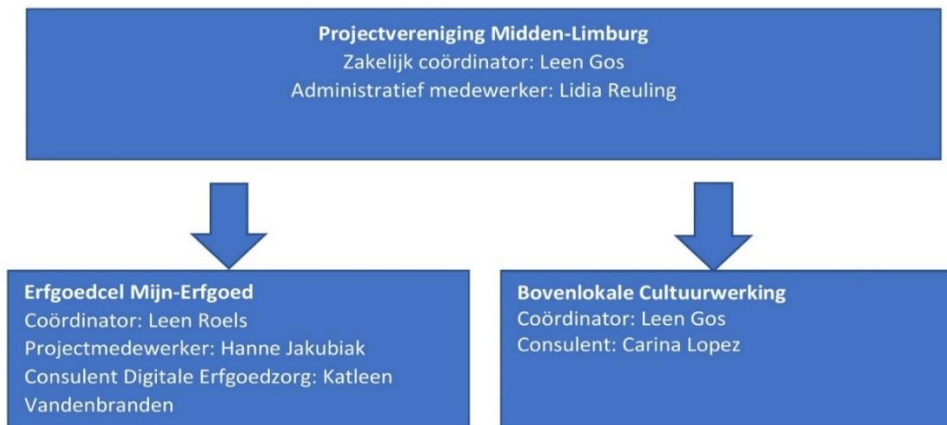 Projectvereniging Midden-Limburg
Zakelijk coördinator: Leen Gos
Administratief medewerker: Lidia Reuling
Erfgoedcel Mijn-Erfgoed
Coördinator: Leen Roels
Projectmedewerker: Hanne Jakubiak
Consulent Digitale Erfgoedzorg: Katleen
Vandenbranden
Bovenlokale Cultuurwerking
Coördinator: Leen Gos
Consulent: Carina Lopez